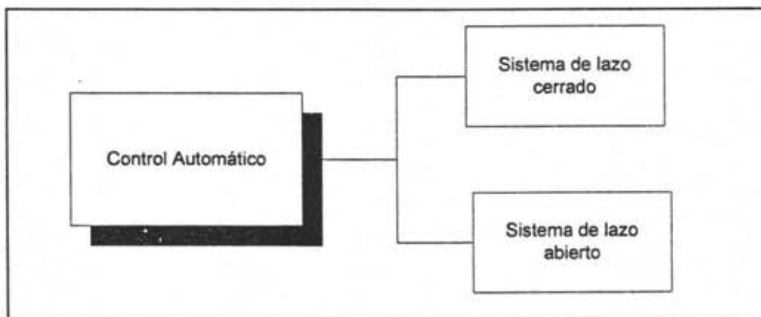 Sistema de lazo
cerrado
Control Automático
Sistema de lazo
abierto